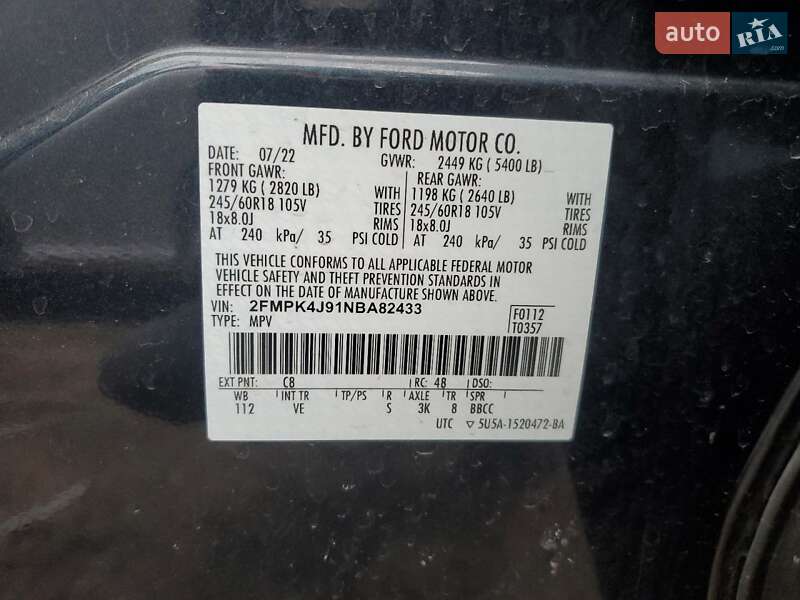 auto RIA .com
MFD. BY FORD MOTOR CO.
DATE: 07/22 GVWR: 2449 KG ( 5400 LB)
FRONT GAWR: REAR GAWR:
1279 KG ( 2820 LB) WITH 1198 KG ( 2640 LB) WITH
245/60R18 105V TIRES 245/60R18 105V TIRES
18x8.0J RIMS 18x8.0J RIMS
AT 240 kPa/ 35 PSI COLD AT 240 kPa/ 35 PSI COLD
THIS VEHICLE CONFORMS TO ALL APPLICABLE FEDERAL MOTOR
VEHICLE SAFETY AND THEFT PREVENTION STANDARDS IN
EFFECT ON THE DATE OF MANUFACTURE SHOWN ABOVE.
VIN: 2FMPK4J91NBA82433 F0112
TYPE: MPV T0357
EXT PNT: C8 RC: 48 DSO:
WB INT TR TP/PS R AXLE TR SPR
112 VE S 3K 8 BBCC
UTC ▽ 5U5A-1520472-BA